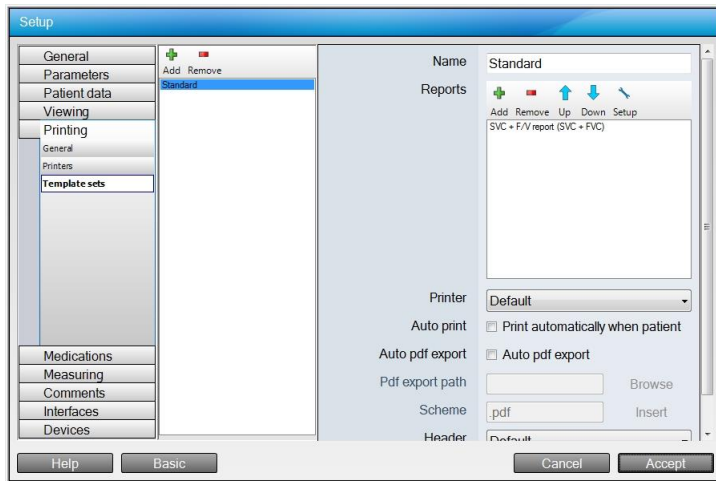 Setup
General
Parameters
Patient data
Viewing
Printing
General
Printers
Template sets
Medications
Measuring
Comments
Interfaces
Devices
Add Remove
Standard
Name Standard
Reports
Add Remove Up Down Setup
SVC + F/V report (SVC + FVC)
Printer Default
Auto print Print automatically when patient
Auto pdf export Auto pdf export
Pdf export path Browse
Scheme .pdf Insert
Header Default
Help Basic Cancel Accept